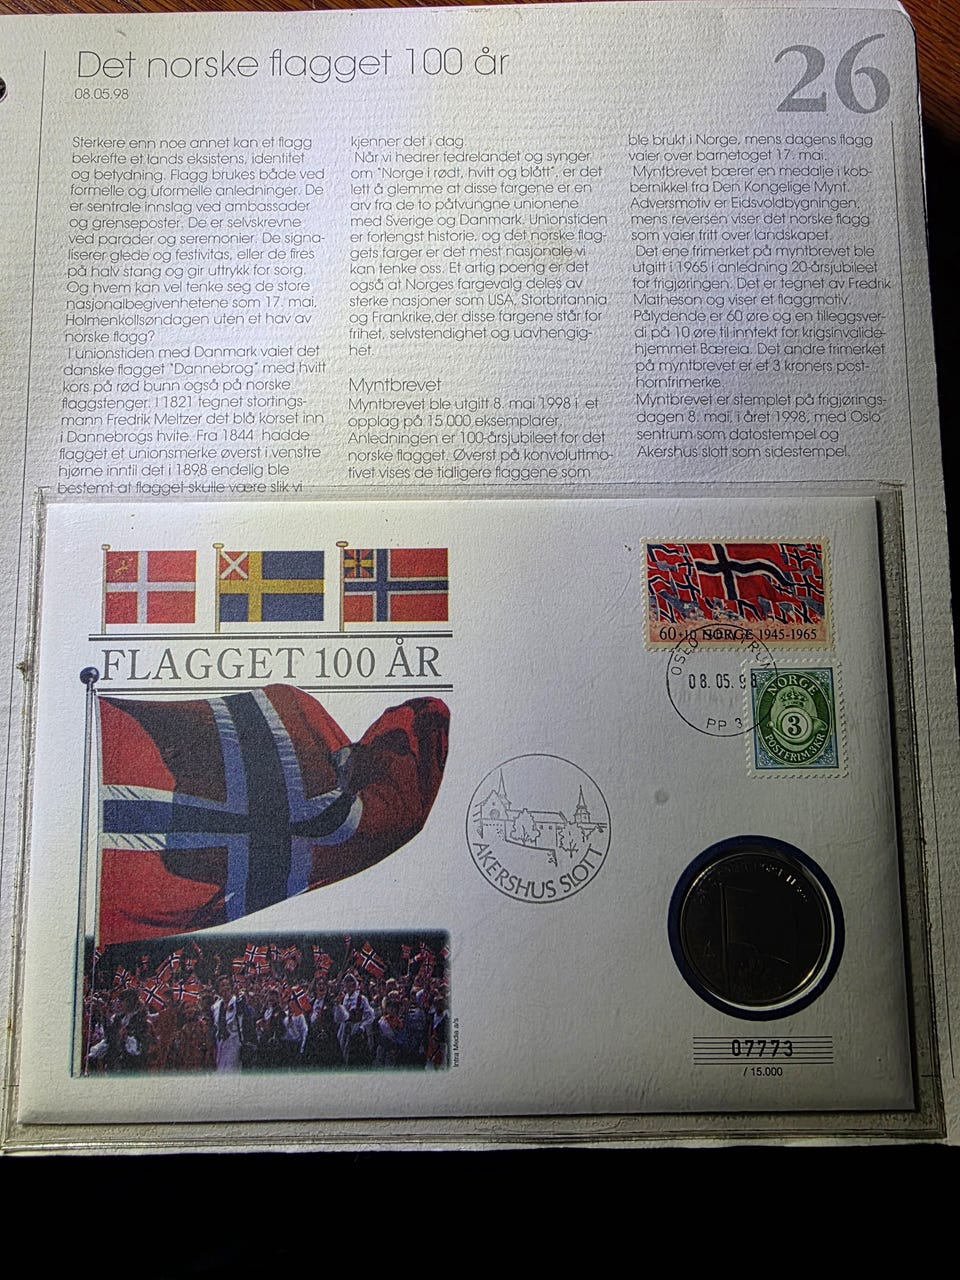 Det norske flagget 100 år
08.05.98
26
Sterkere enn noe annet kan et flagg
bekrefte et lands eksistens, identitet
og betydning. Flagg brukes både ved
formelle og uformelle anledninger. De
er sentrale innslag ved ambassader
og grenseposter. De er selvskrevne
ved parader og seremonier. De signa-
liserer glede og festivitas, eller de fires
på halv stang og gir uttrykk for sorg.
Og hvem kan vel tenke seg de store
nasjonalbegivenhetene som 17. mai,
Holmenkollsøndagen uten et hav av
norske flagg?
I unionstiden med Danmark vaiet det
danske flagget "Dannebrog" med hvitt
kors på rød bunn også på norske
flaggstenger. I 1821 tegnet stortings-
mann Fredrik Meltzer det blå korset inn
i Dannebrogs hvite. Fra 1844 hadde
flagget et unionsmerke øverst i venstre
hjørne inntil det i 1898 endelig ble
bestemt at flagget skulle være slik vi
kjenner det i dag
Når vi hedrer fedrelandet og synger
om "Norge i rødt, hvitt og blått", er det
lett å glemme at disse fargene er en
arv fra de to påtvungne unionene
med Sverige og Danmark. Unionstiden
er forlengst historie, og det norske flag-
gets farger er det mest nasjonale vi
kan tenke oss. Et artig poeng er det
også at Norges fargevalg deles av
sterke nasjoner som USA, Storbritannia
og Frankrike,der disse fargene står for
frihet, selvstendighet og uavhengig-
het.
Myntbrevet
Myntbrevet ble utgitt 8. mai 1998 i et
opplag på 15.000 eksemplarer.
Anledningen er 100-årsjubileet for det
norske flagget. Øverst på konvoluttmo-
tivet vises de tidligere flaggene som
ble brukt i Norge, mens dagens flagg
vaier over barnetoget 17. mai.
Myntbrevet bærer en medalje i kob-
bernikkel fra Den Kongelige Mynt.
Adversmotiv er Eidsvoldbygningen,
mens reversen viser det norske flagg
som vaier fritt over landskapet.
Det ene frimerket på myntbrevet ble
utgitt i 1965 i anledning 20-årsjubileet
for frigjøringen. Det er tegnet av Fredrik
Matheson og viser et flaggmotiv.
Pålydende er 60 øre og en tilleggsver-
di på 10 øre til inntekt for krigsinvalide-
hjemmet Bæreia. Det andre frimerket
på myntbrevet er et 3 kroners post-
hornfrimerke.
Myntbrevet er stemplet på frigjørings-
dagen 8. mai, i året 1998, med Oslo
sentrum som datostempel og
Akershus slott som sidestempel.
FLAGGET 100 ÅR
60+10 NORGE 1945-1965
OSLO SENTRUM
08.05.98
PP 3
NORGE
3
POSTFRIM 3 KR
AKERSHUS SLOTT
Intra Media a/s
07773
/ 15.000